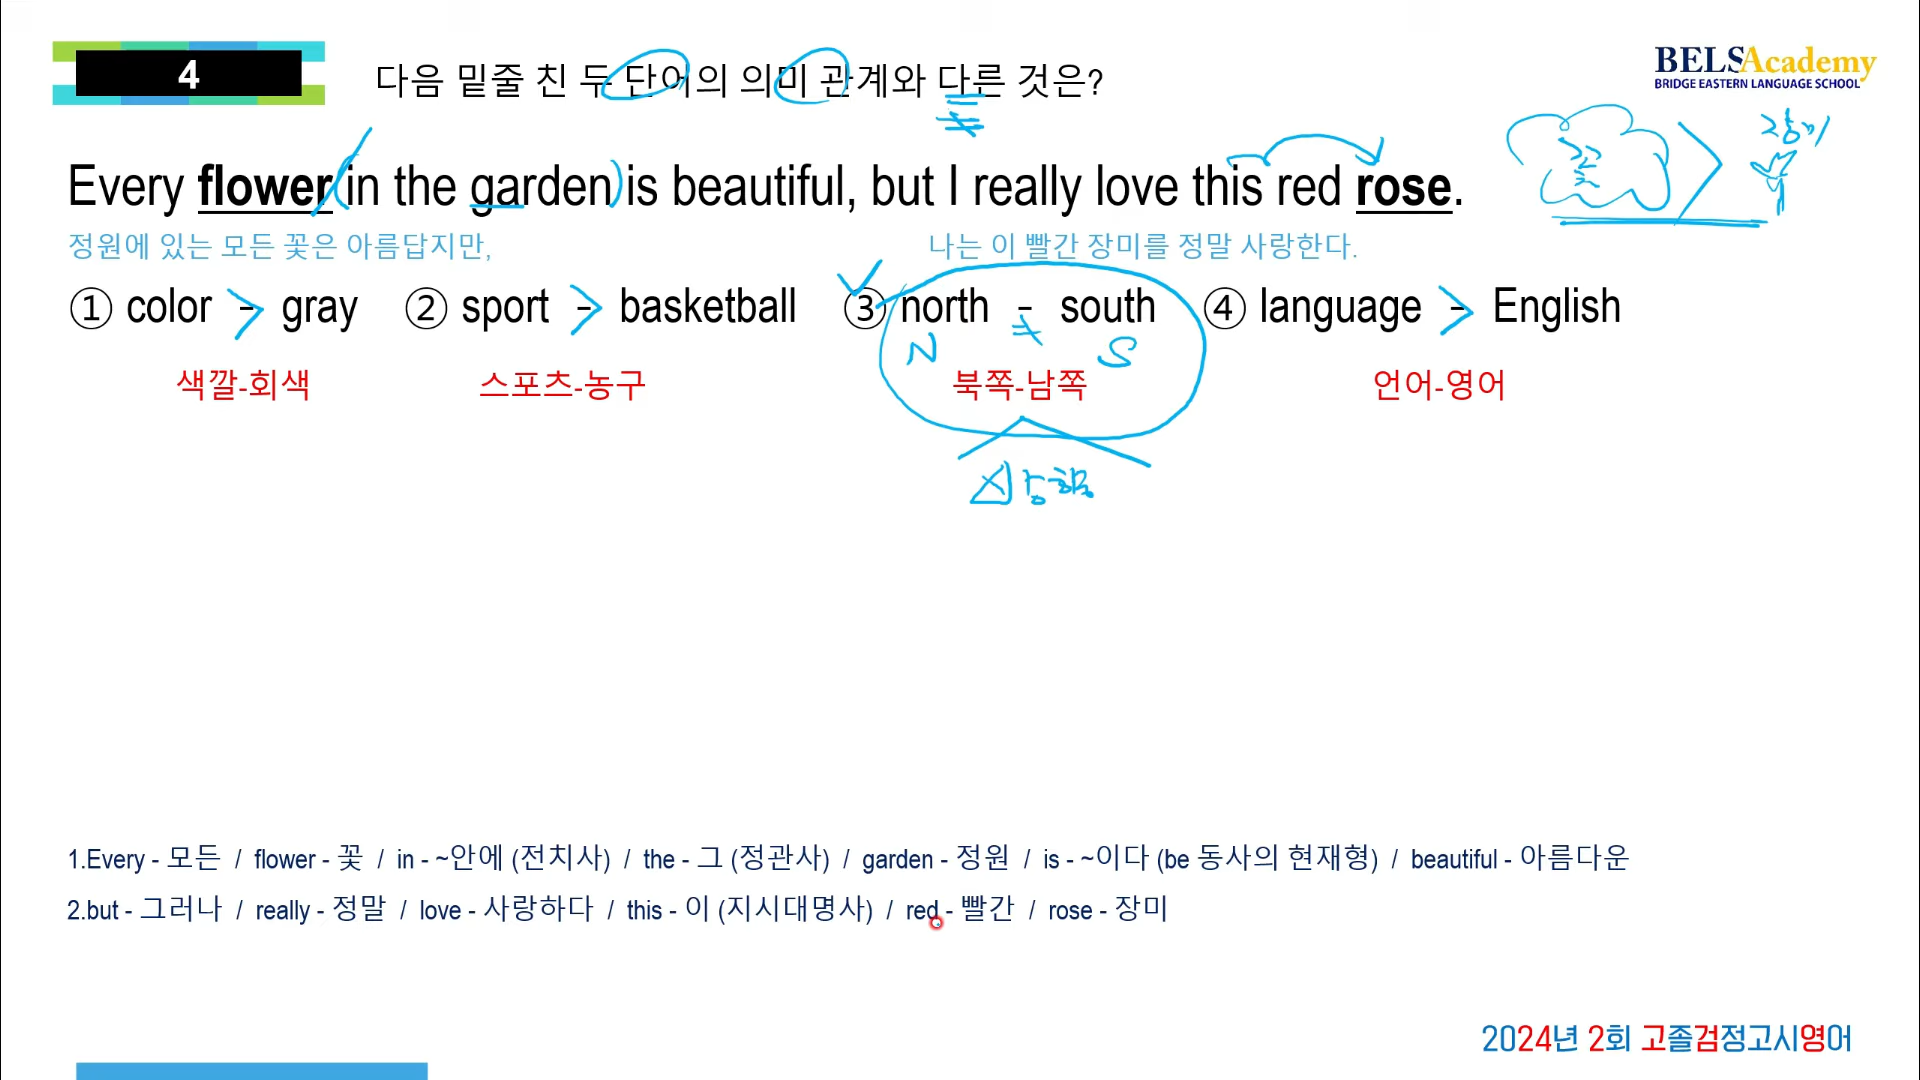 4
다음 밑줄 친 두 단어의 의미 관계와 다른 것은?
BELSAcademy
BRIDGE EASTERN LANGUAGE SCHOOL
꽃 > 장미
Every flower in the garden is beautiful, but I really love this red rose.
정원에 있는 모든 꽃은 아름답지만, 나는 이 빨간 장미를 정말 사랑한다.
① color - gray ② sport - basketball ③ north - south ④ language - English
N ≠ S
색깔-회색 스포츠-농구 북쪽-남쪽 언어-영어
1.Every - 모든 / flower - 꽃 / in - ~안에 (전치사) / the - 그 (정관사) / garden - 정원 / is - ~이다 (be 동사의 현재형) / beautiful - 아름다운
2.but - 그러나 / really - 정말 / love - 사랑하다 / this - 이 (지시대명사) / red - 빨간 / rose - 장미
2024년 2회 고졸검정고시영어